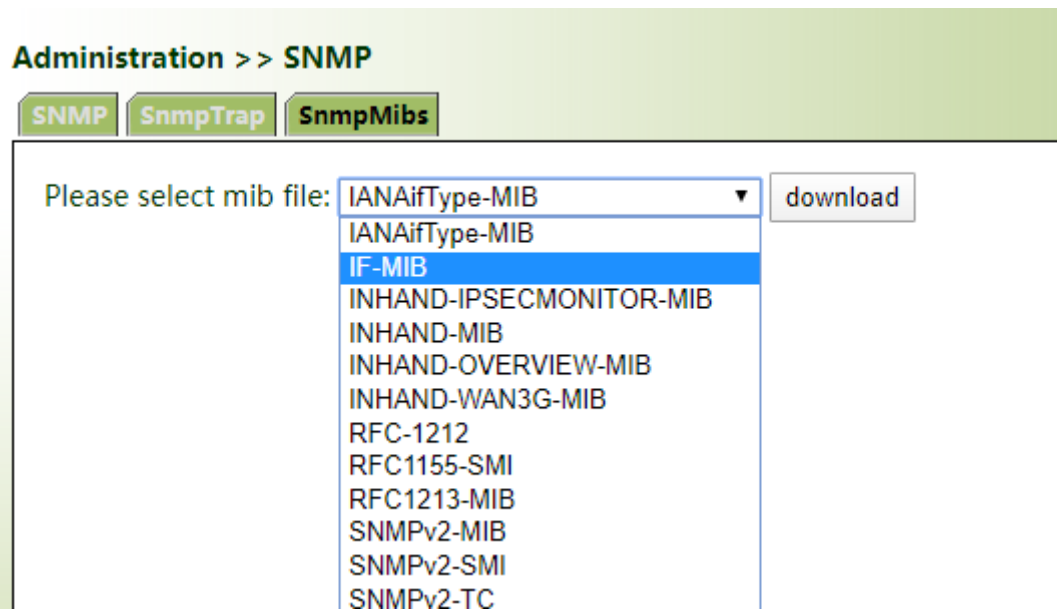 Administration >> SNMP
SNMP SnmpTrap SnmpMibs
Please select mib file: IANAifType-MIB ▼ download
IANAifType-MIB
IF-MIB
INHAND-IPSECMONITOR-MIB
INHAND-MIB
INHAND-OVERVIEW-MIB
INHAND-WAN3G-MIB
RFC-1212
RFC1155-SMI
RFC1213-MIB
SNMPv2-MIB
SNMPv2-SMI
SNMPv2-TC